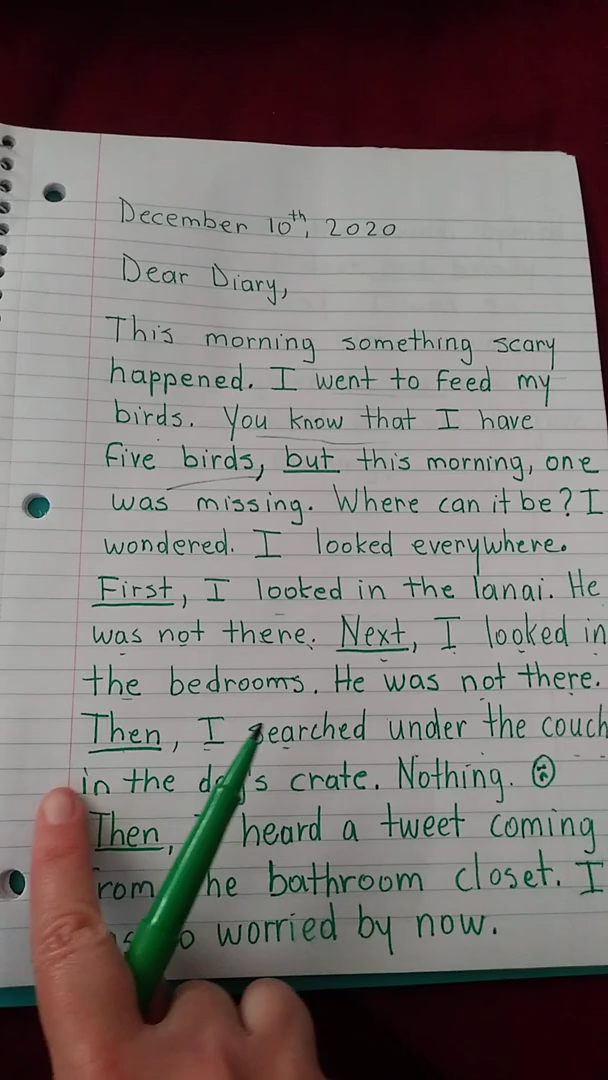 December 10th, 2020
Dear Diary,
This morning something scary
happened. I went to feed my
birds. You know that I have
five birds, but this morning, one
was missing. Where can it be? I
wondered. I looked everywhere.
First, I looked in the lanai. He
was not there. Next, I looked in
the bedrooms. He was not there.
Then, I searched under the couch
in the dog's crate. Nothing. ☹
Then, heard a tweet coming
from the bathroom closet. I
worried by now.